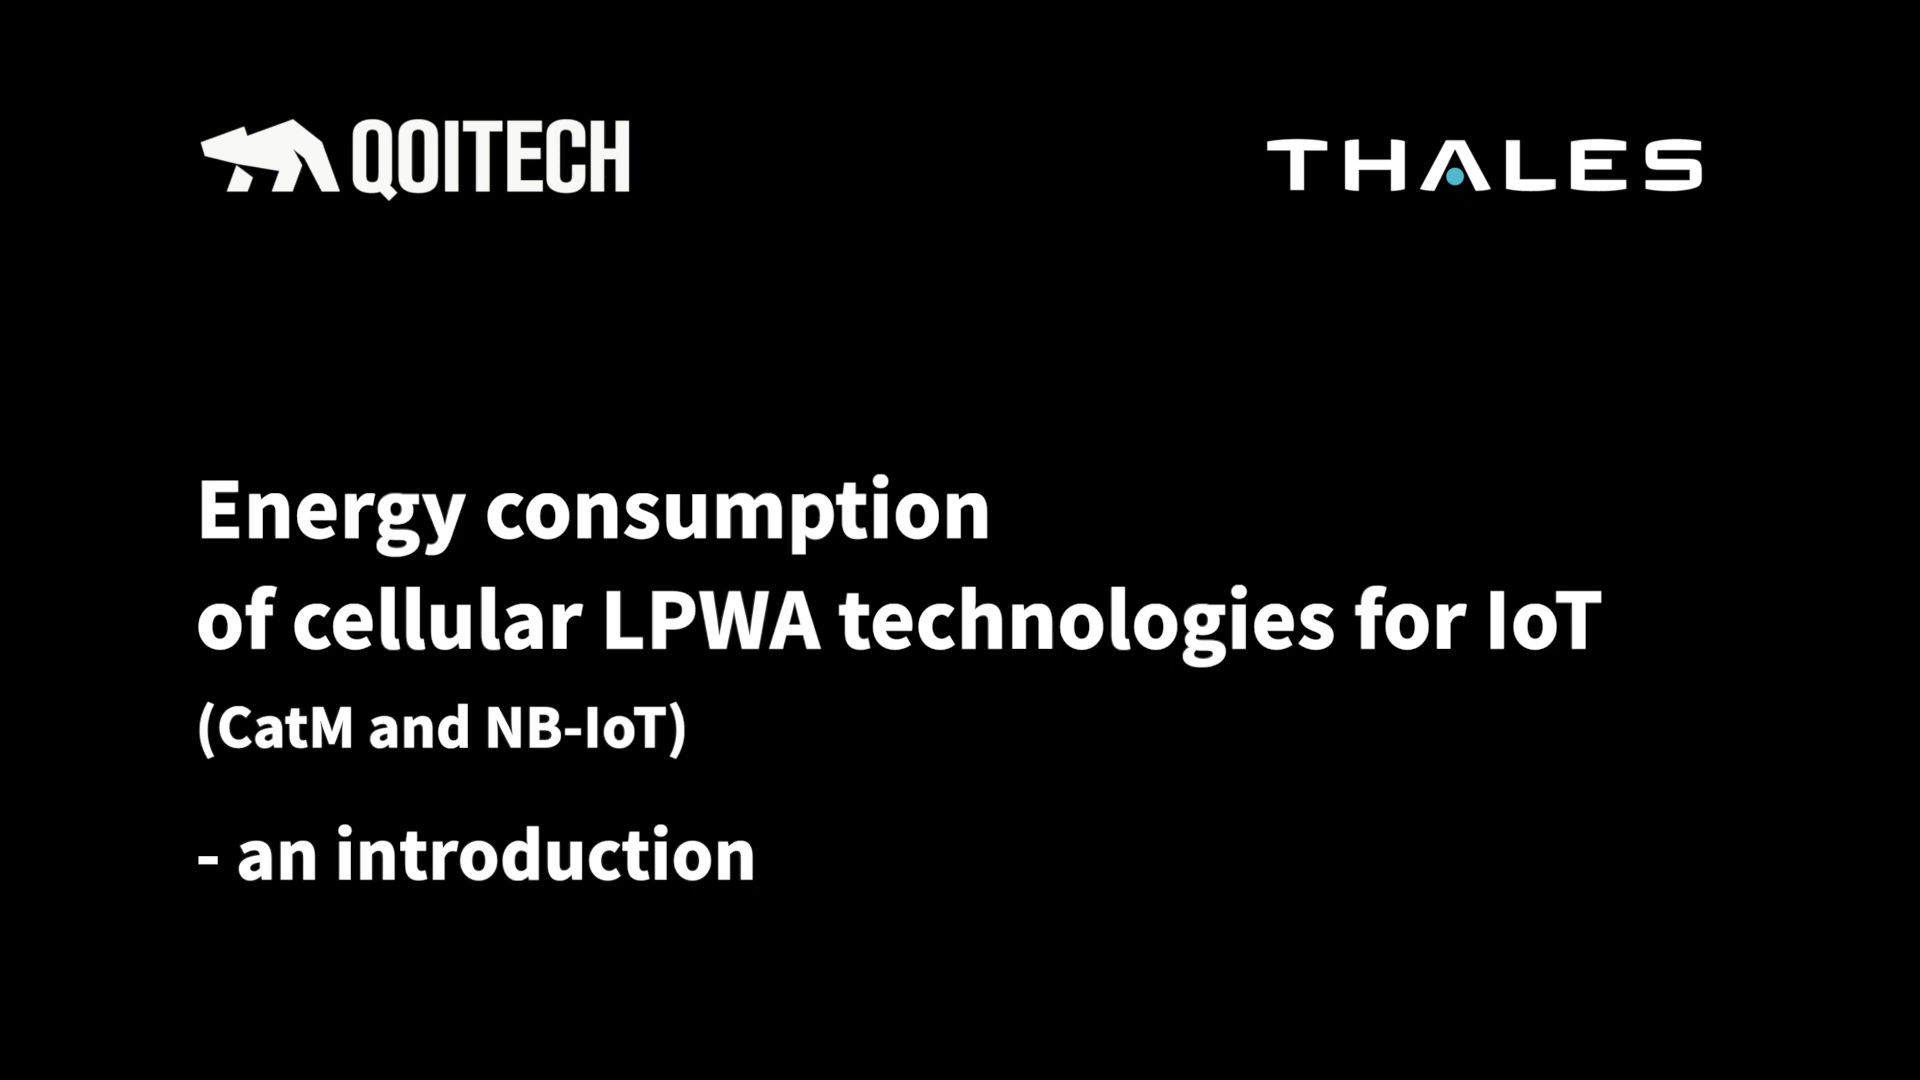 QOITECH
THALES
Energy consumption
of cellular LPWA technologies for IoT
(CatM and NB-IoT)
- an introduction